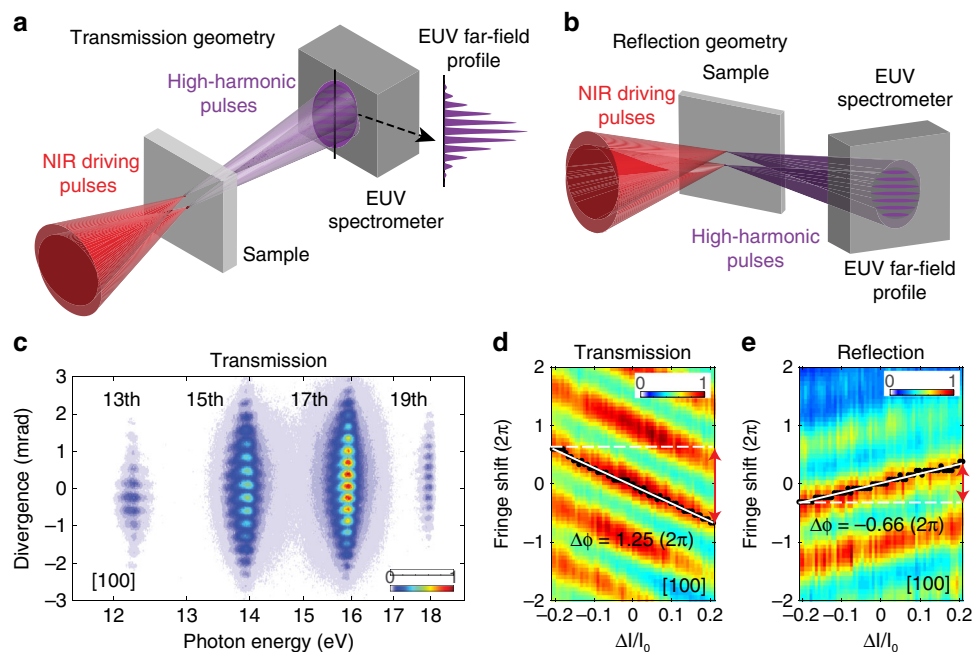 a
Transmission geometry
EUV far-field
profile
High-harmonic
pulses
NIR driving
pulses
EUV
spectrometer
Sample
b
Reflection geometry
Sample
EUV
spectrometer
NIR driving
pulses
High-harmonic
pulses
EUV far-field
profile
c
Transmission
3
2
1
0
−1
−2
−3
Divergence (mrad)
13th
15th
17th
19th
[100]
0
1
12
13
14
15
16
17
18
Photon energy (eV)
d
Transmission
2
1
0
−1
−2
Fringe shift (2π)
0
1
Δϕ = 1.25 (2π)
[100]
−0.2
−0.1
0
0.1
0.2
ΔI/I₀
e
Reflection
2
1
0
−1
−2
Fringe shift (2π)
0
1
Δϕ = −0.66 (2π)
[100]
−0.2
−0.1
0
0.1
0.2
ΔI/I₀